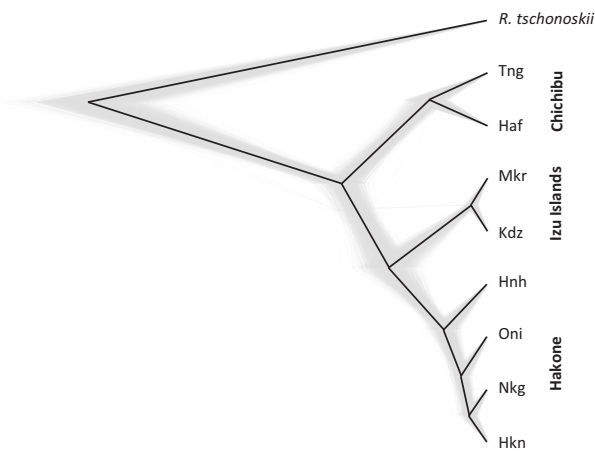 R. tschonoskii
Tng
Haf
Chichibu
Mkr
Kdz
Izu Islands
Hnh
Oni
Nkg
Hkn
Hakone